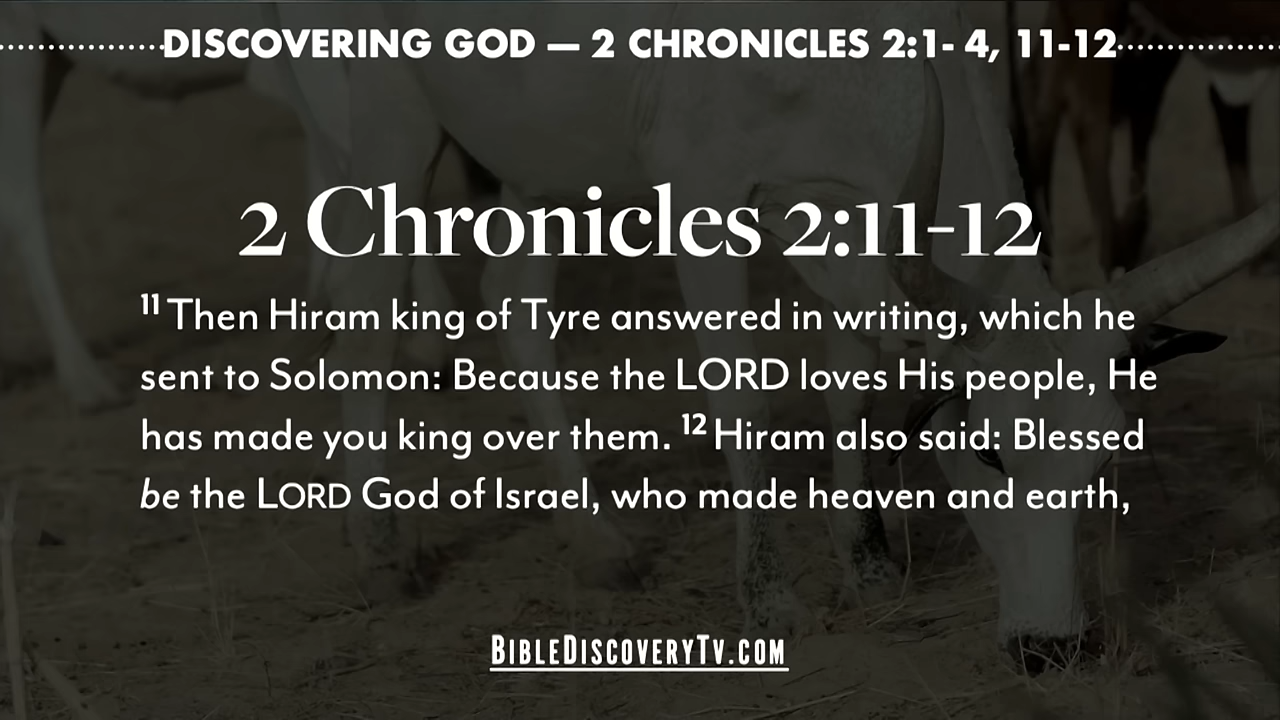 DISCOVERING GOD — 2 CHRONICLES 2:1- 4, 11-12
2 Chronicles 2:11-12
11 Then Hiram king of Tyre answered in writing, which he
sent to Solomon: Because the LORD loves His people, He
has made you king over them. 12 Hiram also said: Blessed
be the LORD God of Israel, who made heaven and earth,
BIBLEDISCOVERYTV.COM